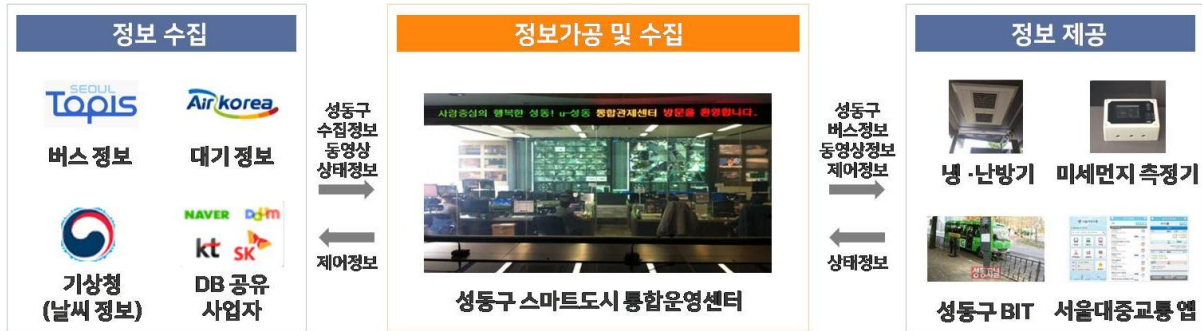 정보 수집
SEOUL
Topis
버스 정보
Air korea
대기 정보
기상청
(날씨 정보)
NAVER Daum
kt SK
DB 공유
사업자
성동구
수집정보
동영상
상태정보
제어정보
정보가공 및 수집
사람중심의 행복한 성동! u-성동 통합관제센터 방문을 환영합니다.
성동구 스마트도시 통합운영센터
성동구
버스정보
동영상정보
제어정보
상태정보
정보 제공
냉·난방기
미세먼지 측정기
성동구 BIT
서울대중교통 앱